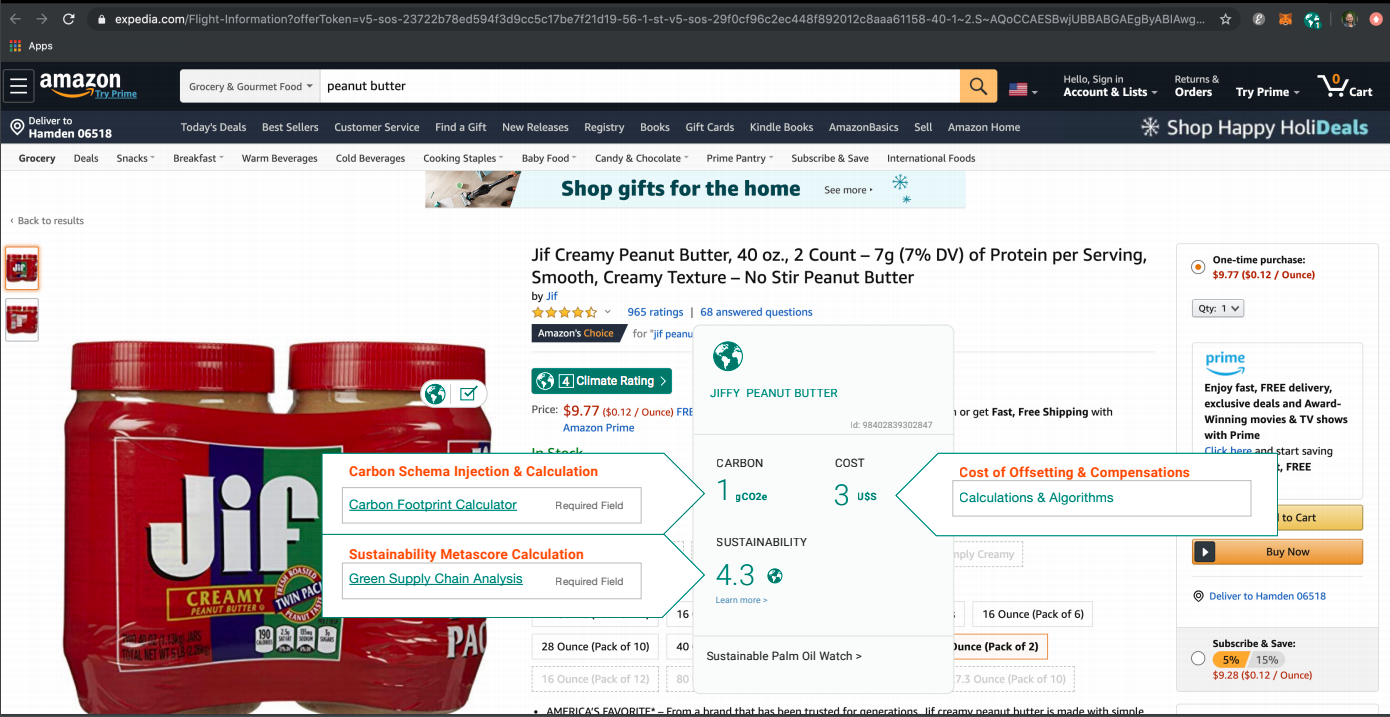 expedia.com/Flight-Information?offerToken=v5-sos-23722b78ed594f3d9cc5c17be7f21d19-56-1-st-v5-sos-29f0cf96c2ec448f892012c8aaa61158-40-1~2.S~AQoCCAESBwjUBBABGAEgByABIAwg...
Apps
amazon
Try Prime
Grocery & Gourmet Food
peanut butter
Hello, Sign in
Account & Lists
Returns &
Orders
Try Prime
0
Cart
Deliver to
Hamden 06518
Today's Deals Best Sellers Customer Service Find a Gift New Releases Registry Books Gift Cards Kindle Books AmazonBasics Sell Amazon Home
Shop Happy HoliDeals
Grocery Deals Snacks Breakfast Warm Beverages Cold Beverages Cooking Staples Baby Food Candy & Chocolate Prime Pantry Subscribe & Save International Foods
Shop gifts for the home See more
‹ Back to results
Jif Creamy Peanut Butter, 40 oz., 2 Count – 7g (7% DV) of Protein per Serving,
Smooth, Creamy Texture – No Stir Peanut Butter
by Jif
965 ratings | 68 answered questions
Amazon's Choice for "jif peanu
4 Climate Rating >
Price: $9.77 ($0.12 / Ounce) FRE
or get Fast, Free Shipping with
Amazon Prime
In Stock
JIFFY PEANUT BUTTER
Id: 98402839302847
CARBON COST
1 gCO2e 3 U$S
SUSTAINABILITY
4.3
Learn more >
Sustainable Palm Oil Watch >
Carbon Schema Injection & Calculation
Carbon Footprint Calculator Required Field
Sustainability Metascore Calculation
Green Supply Chain Analysis Required Field
Cost of Offsetting & Compensations
Calculations & Algorithms
Jif
CREAMY
PEANUT BUTTER
FRESH ROASTED
PEANUT TASTE
TWIN PAC
190
PAC
mply Creamy
16
16 Ounce (Pack of 6)
28 Ounce (Pack of 10) 40
Ounce (Pack of 2)
16 Ounce (Pack of 12) 80
7.3 Ounce (Pack of 10)
• AMERICA'S FAVORITE* – From a brand that has been trusted for generations, Jif creamy peanut butter is made with simple
One-time purchase:
$9.77 ($0.12 / Ounce)
Qty: 1
prime
Enjoy fast, FREE delivery,
exclusive deals and Award-
Winning movies & TV shows
with Prime
Click here and start saving
t, FREE
to Cart
Buy Now
Deliver to Hamden 06518
Subscribe & Save:
5% 15%
$9.28 ($0.12 / Ounce)